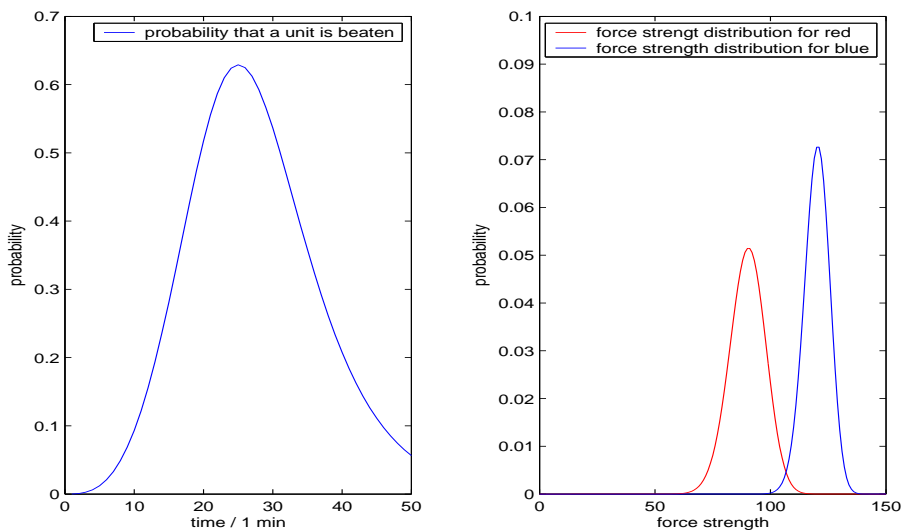 0.7
0.6
0.5
0.4
0.3
0.2
0.1
0
probability
probability that a unit is beaten
0 10 20 30 40 50
time / 1 min
0.1
0.09
0.08
0.07
0.06
0.05
0.04
0.03
0.02
0.01
0
probability
force strengt distribution for red
force strength distribution for blue
0 50 100 150
force strength